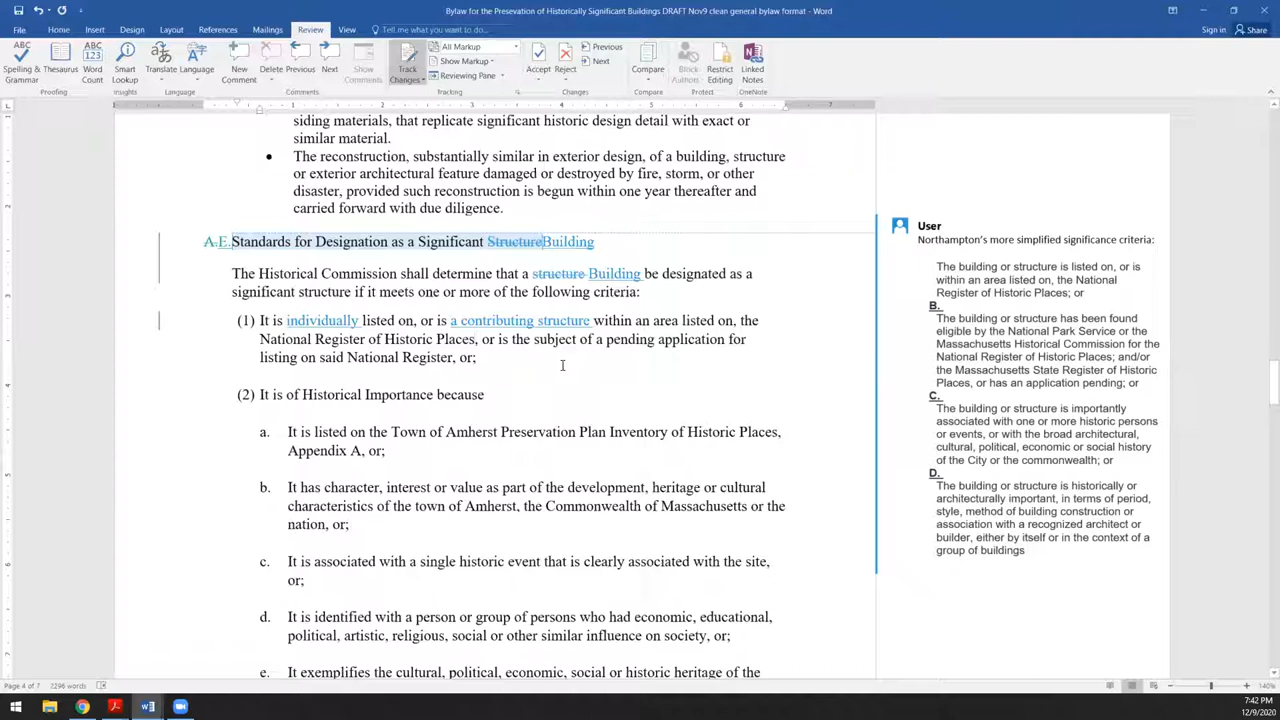 Bylaw for the Presevation of Historically Significant Buildings DRAFT Nov9 clean general bylaw format - Word
File Home Insert Design Layout References Mailings Review View Tell me what you want to do... Sign in Share
Spelling & Grammar
Thesaurus
Word Count
Smart Lookup
Translate
Language
New Comment
Delete
Previous
Next
Show Comments
Track Changes
All Markup
Show Markup
Reviewing Pane
Accept
Reject
Previous
Next
Compare
Block Authors
Restrict Editing
Linked Notes
Proofing Insights Language Comments Tracking Changes Compare Protect OneNote
1 2 3 4 5 6 7
siding materials, that replicate significant historic design detail with exact or
similar material.
• The reconstruction, substantially similar in exterior design, of a building, structure
or exterior architectural feature damaged or destroyed by fire, storm, or other
disaster, provided such reconstruction is begun within one year thereafter and
carried forward with due diligence.
A.E.Standards for Designation as a Significant StructureBuilding
The Historical Commission shall determine that a structure Building be designated as a
significant structure if it meets one or more of the following criteria:
(1) It is individually listed on, or is a contributing structure within an area listed on, the
National Register of Historic Places, or is the subject of a pending application for
listing on said National Register, or;
(2) It is of Historical Importance because
a. It is listed on the Town of Amherst Preservation Plan Inventory of Historic Places,
Appendix A, or;
b. It has character, interest or value as part of the development, heritage or cultural
characteristics of the town of Amherst, the Commonwealth of Massachusetts or the
nation, or;
c. It is associated with a single historic event that is clearly associated with the site,
or;
d. It is identified with a person or group of persons who had economic, educational,
political, artistic, religious, social or other similar influence on society, or;
e. It exemplifies the cultural, political, economic, social or historic heritage of the
User
Northampton's more simplified significance criteria:
The building or structure is listed on, or is
within an area listed on, the National
Register of Historic Places; or
B.
The building or structure has been found
eligible by the National Park Service or the
Massachusetts Historical Commission for the
National Register of Historic Places; and/or
the Massachusetts State Register of Historic
Places, or has an application pending; or
C.
The building or structure is importantly
associated with one or more historic persons
or events, or with the broad architectural,
cultural, political, economic or social history
of the City or the commonwealth; or
D.
The building or structure is historically or
architecturally important, in terms of period,
style, method of building construction or
association with a recognized architect or
builder, either by itself or in the context of a
group of buildings
Page 4 of 7 2296 words
140%
7:42 PM
12/9/2020